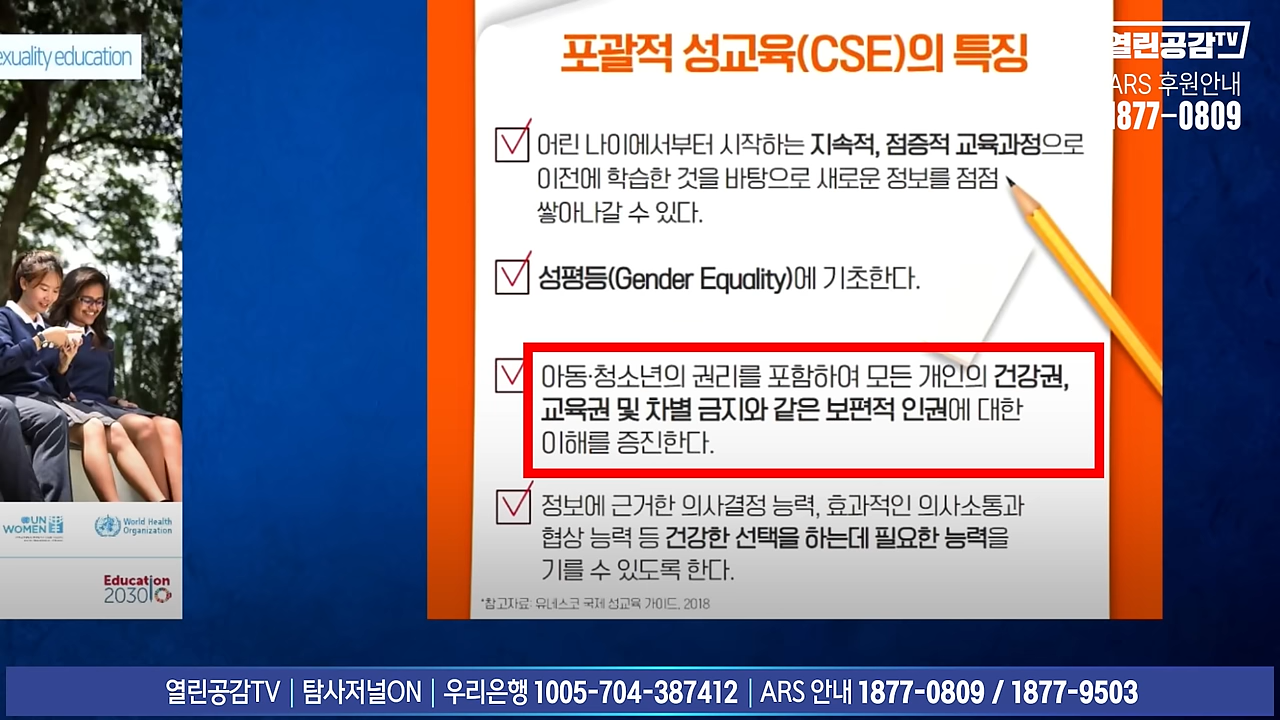 exuality education
UN
WOMEN
World Health
Organization
Education
2030
포괄적 성교육(CSE)의 특징
어린 나이에서부터 시작하는 지속적, 점증적 교육과정으로
이전에 학습한 것을 바탕으로 새로운 정보를 점점
쌓아나갈 수 있다.
성평등(Gender Equality)에 기초한다.
아동·청소년의 권리를 포함하여 모든 개인의 건강권,
교육권 및 차별 금지와 같은 보편적 인권에 대한
이해를 증진한다.
정보에 근거한 의사결정 능력, 효과적인 의사소통과
협상 능력 등 건강한 선택을 하는데 필요한 능력을
기를 수 있도록 한다.
*참고자료: 유네스코 국제 성교육 가이드, 2018
열린공감TV
ARS 후원안내
1877-0809
열린공감TV | 탐사저널ON | 우리은행 1005-704-387412 | ARS 안내 1877-0809 / 1877-9503